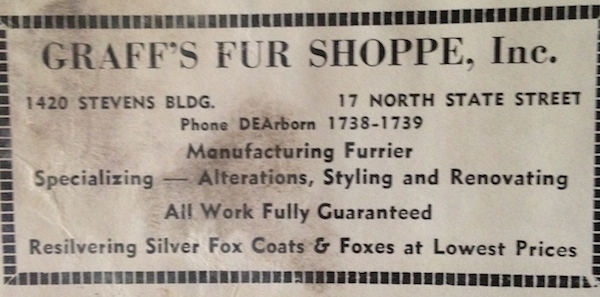 GRAFF'S FUR SHOPPE, Inc.
1420 STEVENS BLDG. 17 NORTH STATE STREET
Phone DEArborn 1738-1739
Manufacturing Furrier
Specializing — Alterations, Styling and Renovating
All Work Fully Guaranteed
Resilvering Silver Fox Coats & Foxes at Lowest Prices